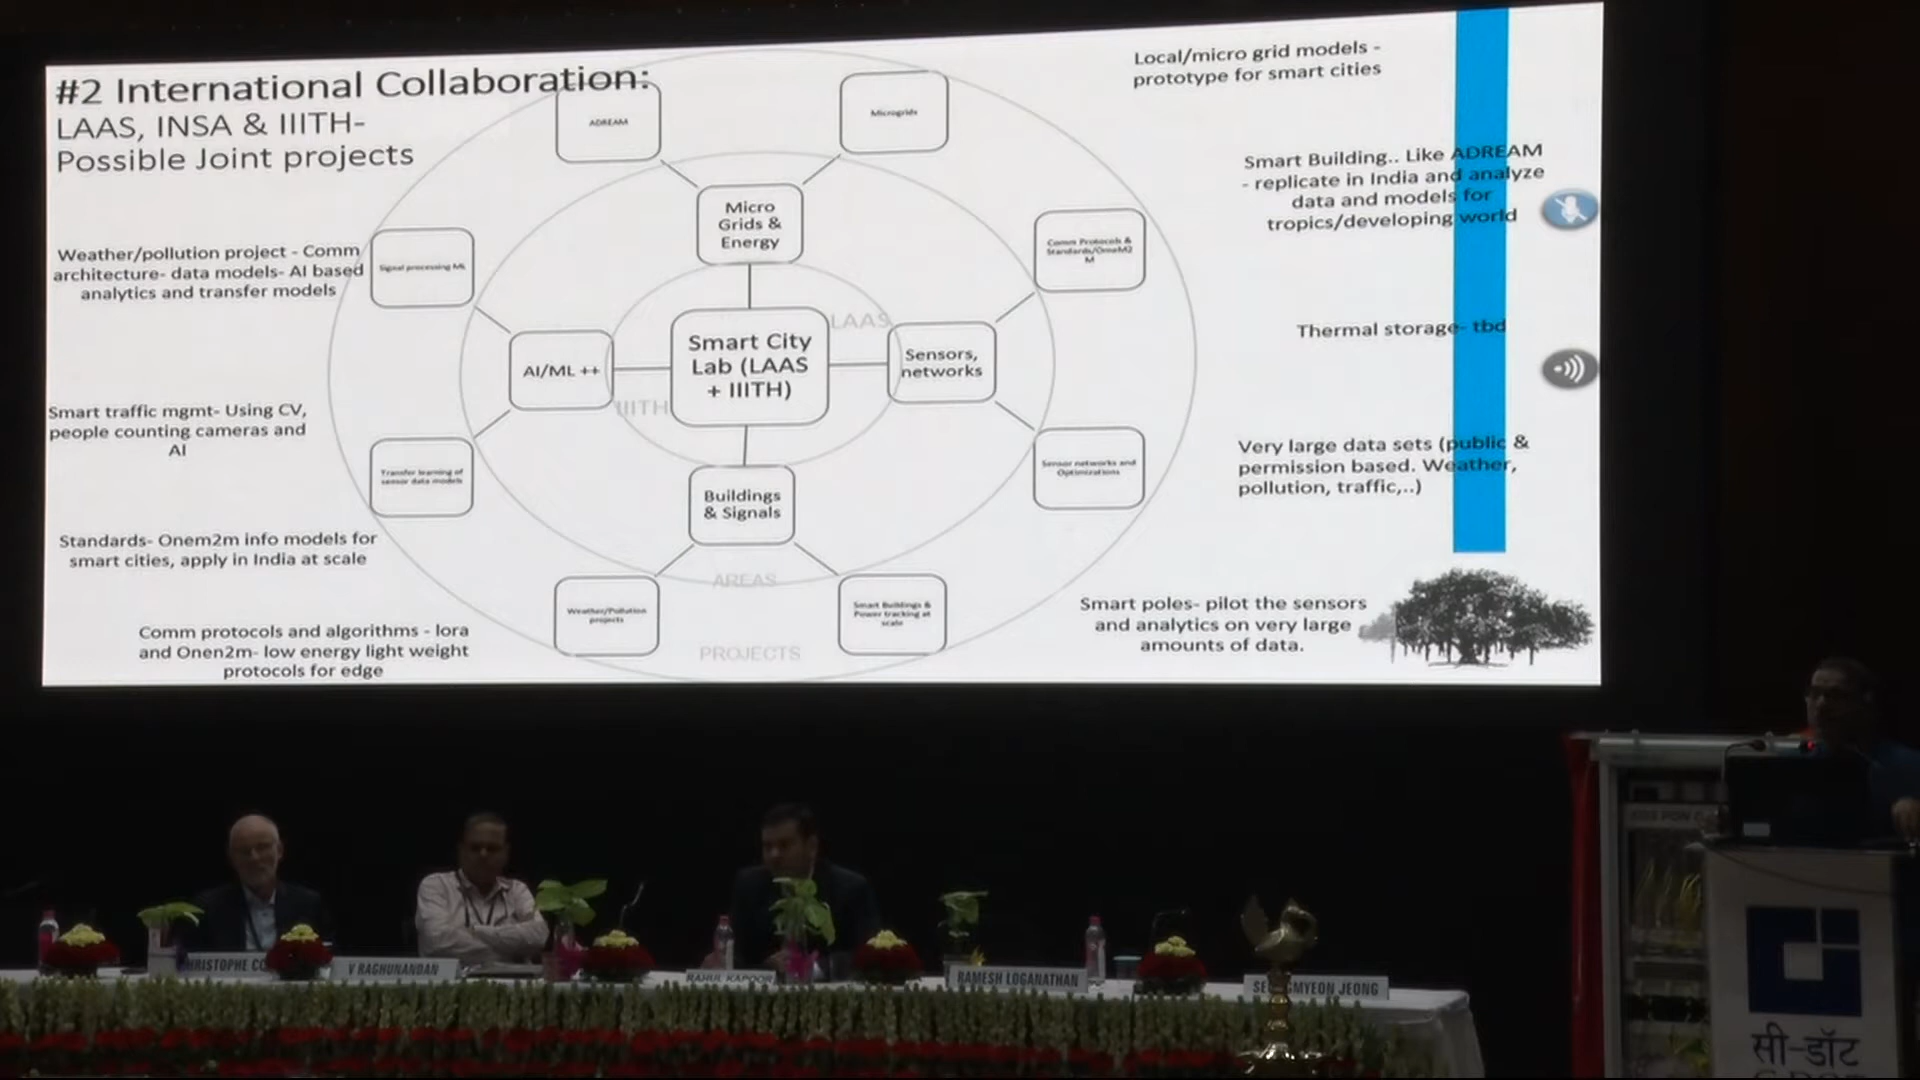 #2 International Collaboration:
LAAS, INSA & IIITH-
Possible Joint projects
Weather/pollution project - Comm
architecture- data models- AI based
analytics and transfer models
Smart traffic mgmt- Using CV,
people counting cameras and
AI
Standards- Onem2m info models for
smart cities, apply in India at scale
Comm protocols and algorithms - lora
and Onen2m- low energy light weight
protocols for edge
ADREAM
Microgrids
Micro
Grids &
Energy
Signal processing ML
Comm Protocols &
Standards/OneM2
M
LAAS
AI/ML ++
Smart City
Lab (LAAS
+ IIITH)
Sensors,
networks
IIITH
Transfer learning of
sensor data models
Sensor networks and
Optimizations
Buildings
& Signals
AREAS
Weather/Pollution
projects
Smart Buildings &
Power tracking at
scale
PROJECTS
Local/micro grid models -
prototype for smart cities
Smart Building.. Like ADREAM
- replicate in India and analyze
data and models for
tropics/developing world
Thermal storage- tbd
Very large data sets (public &
permission based. Weather,
pollution, traffic,..)
Smart poles- pilot the sensors
and analytics on very large
amounts of data.
V RAGHUNANDAN
RAHUL KAPOOR
RAMESH LOGANATHAN
JEONG
सी-डॉट